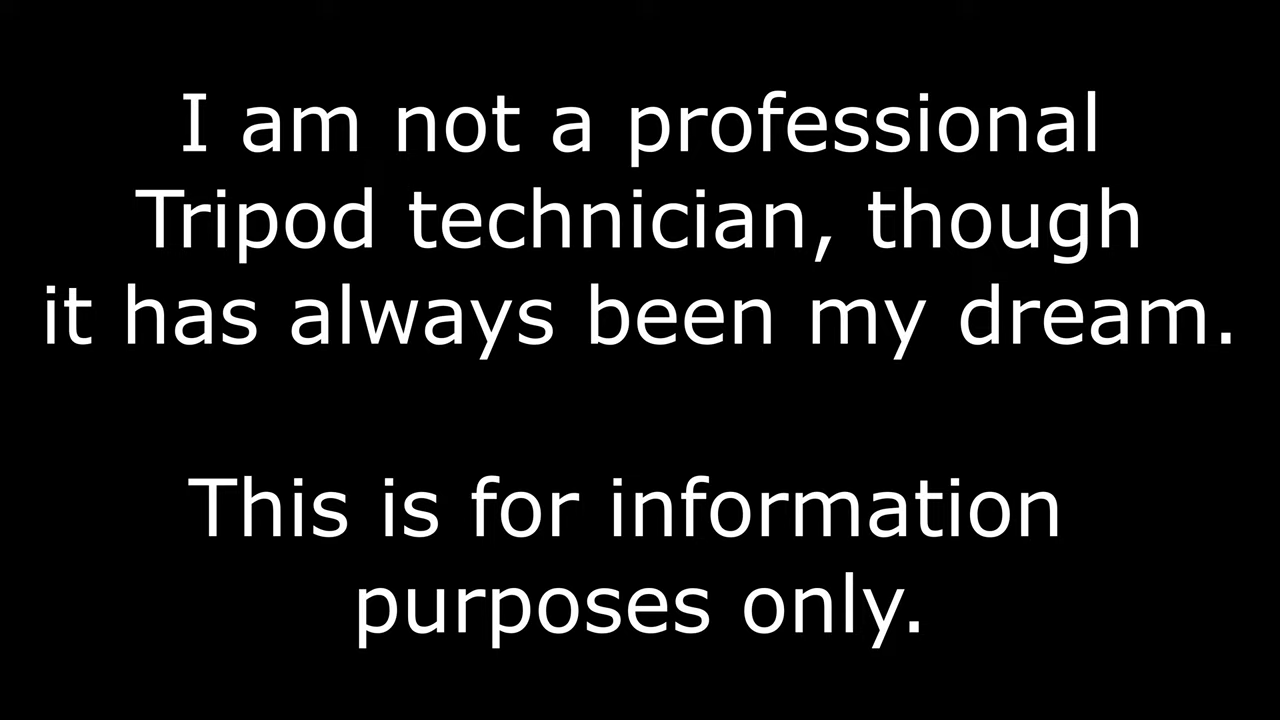 I am not a professional
Tripod technician, though
it has always been my dream.
This is for information
purposes only.